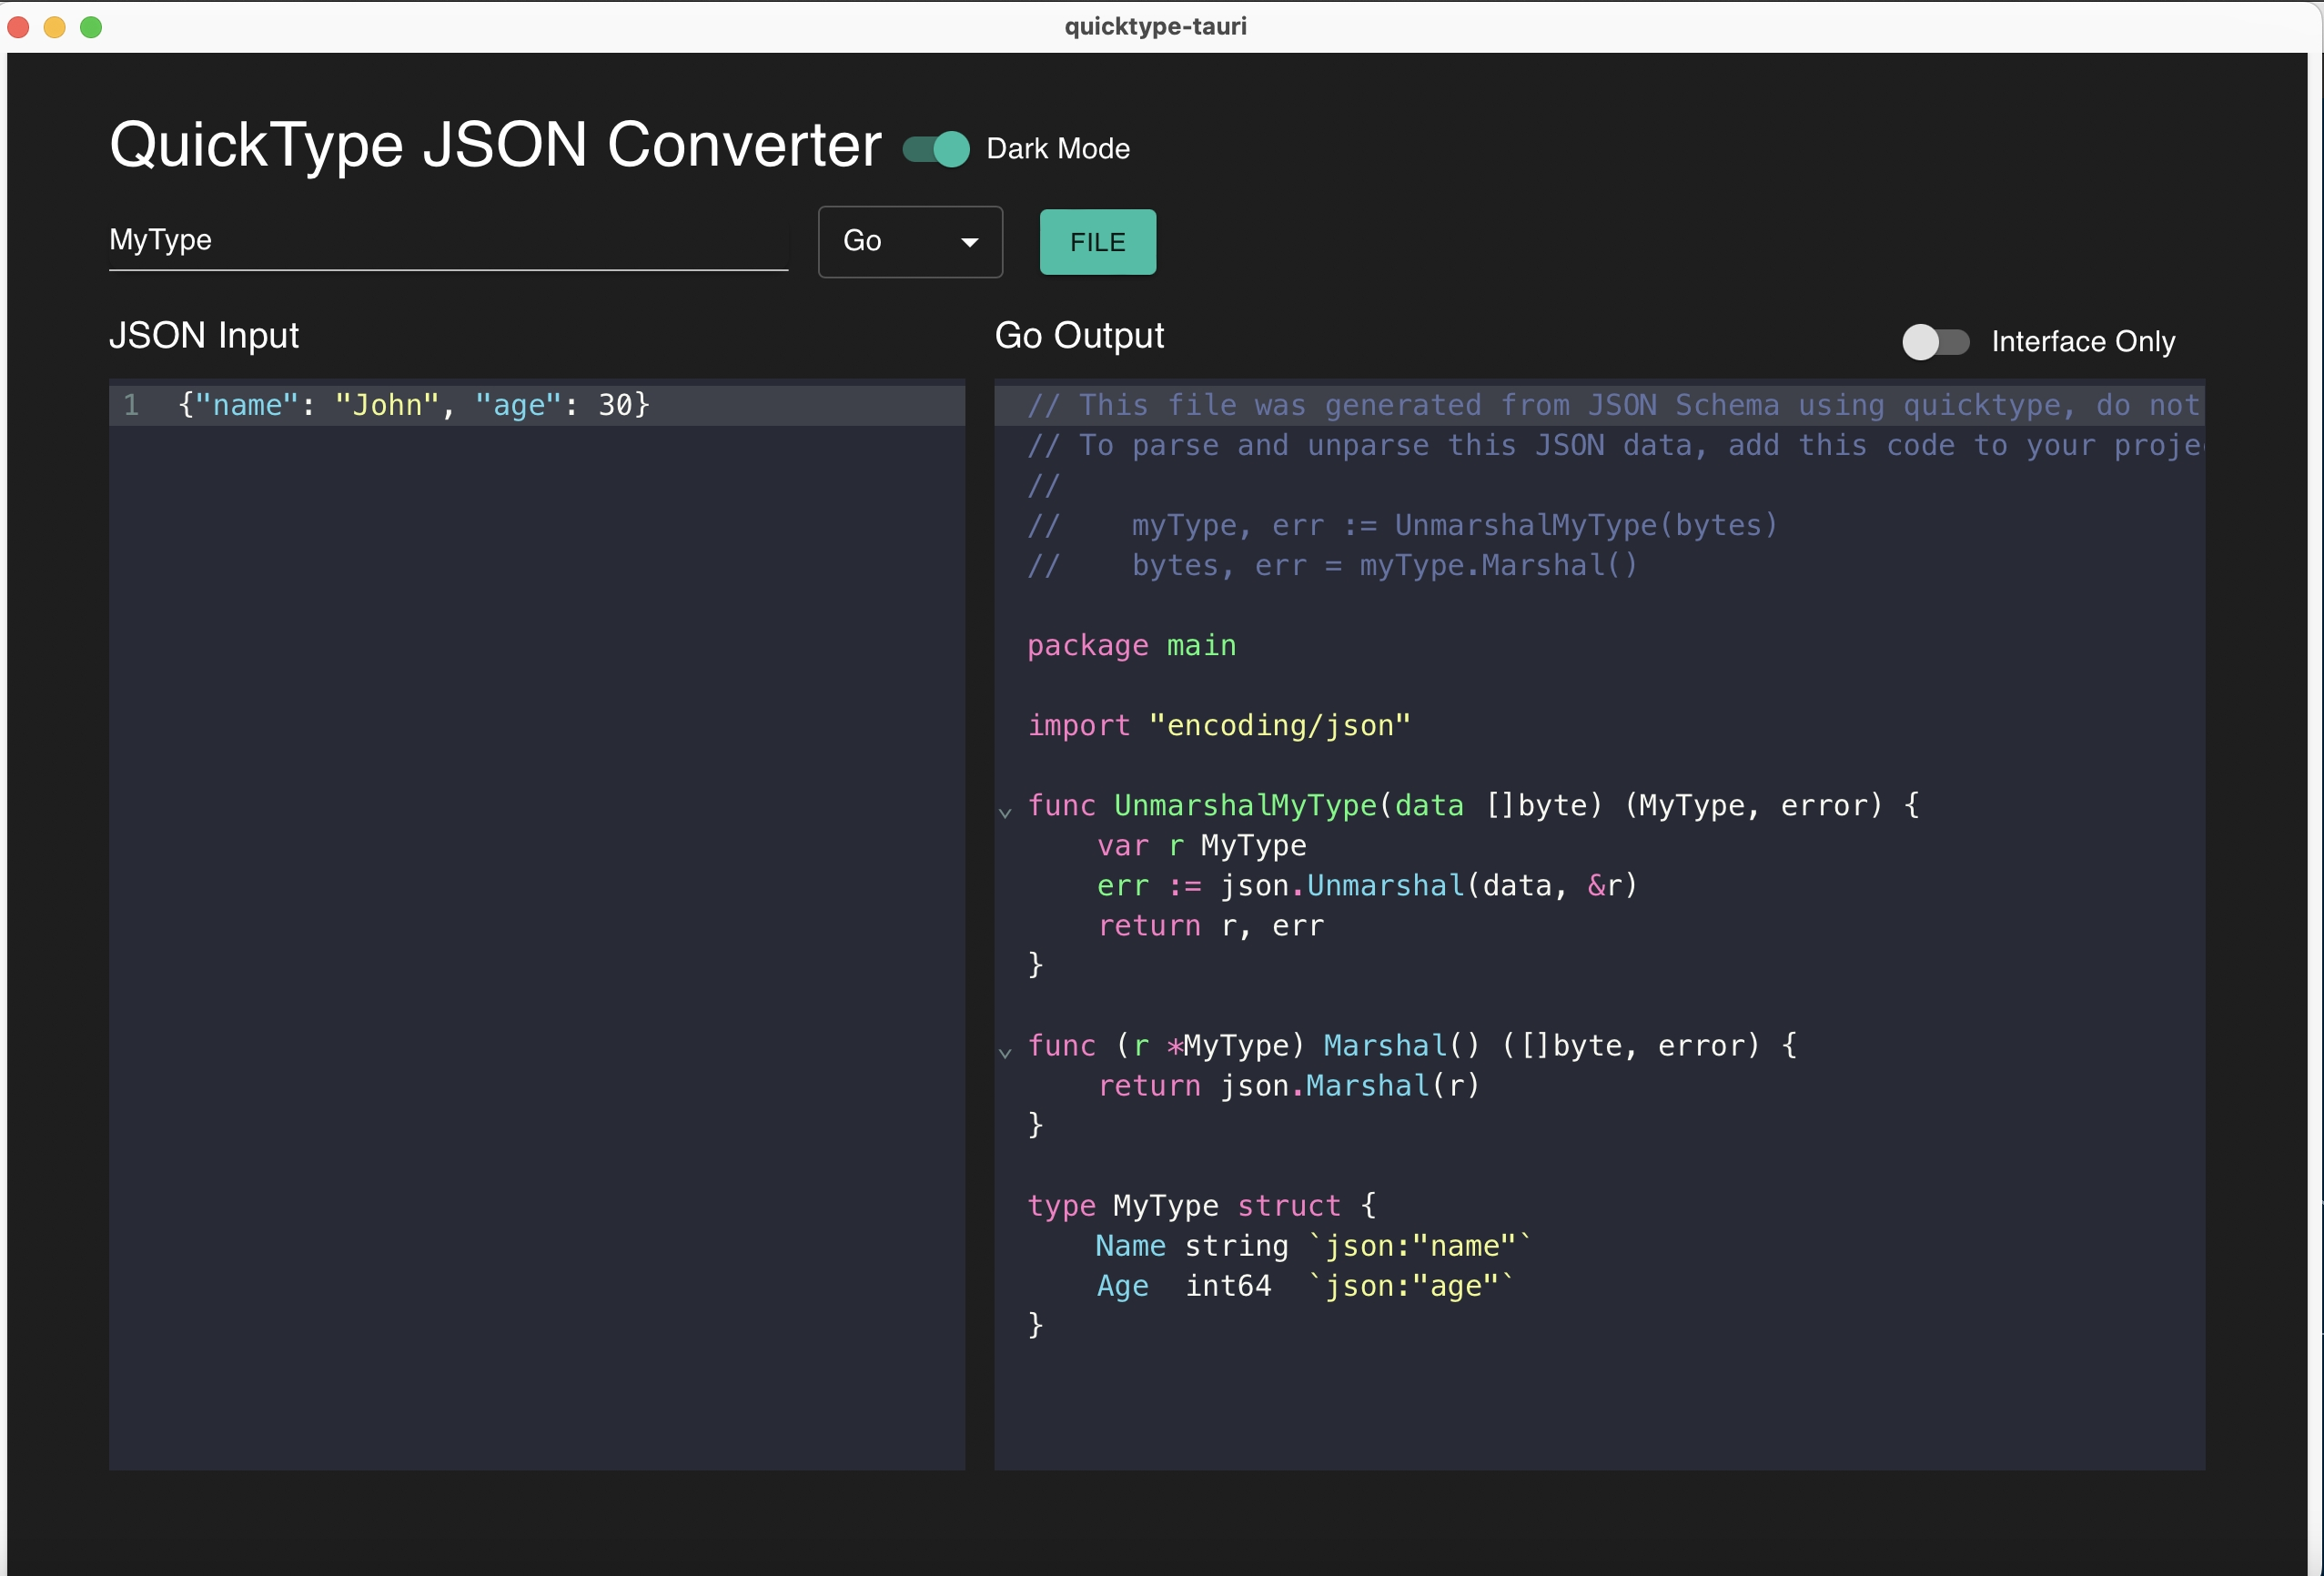 quicktype-tauri
QuickType JSON Converter Dark Mode
MyType Go FILE
JSON Input
1 {"name": "John", "age": 30}
Go Output Interface Only
// This file was generated from JSON Schema using quicktype, do not
// To parse and unparse this JSON data, add this code to your
//
//    myType, err := UnmarshalMyType(bytes)
//    bytes, err = myType.Marshal()
package main
import "encoding/json"
func UnmarshalMyType(data []byte) (MyType, error) {
    var r MyType
    err := json.Unmarshal(data, &r)
    return r, err
}
func (r *MyType) Marshal() ([]byte, error) {
    return json.Marshal(r)
}
type MyType struct {
    Name string `json:"name"`
    Age  int64  `json:"age"`
}